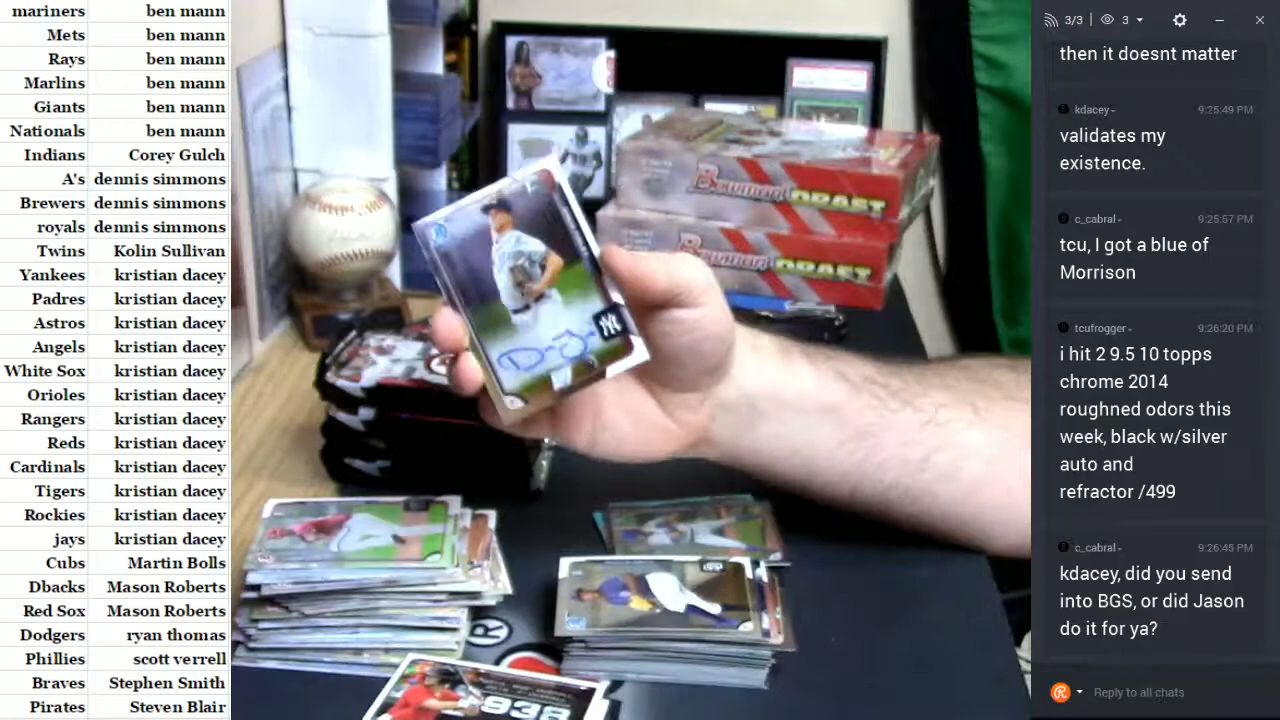 mariners ben mann
Mets ben mann
Rays ben mann
Marlins ben mann
Giants ben mann
Nationals ben mann
Indians Corey Gulch
A's dennis simmons
Brewers dennis simmons
royals dennis simmons
Twins Kolin Sullivan
Yankees kristian dacey
Padres kristian dacey
Astros kristian dacey
Angels kristian dacey
White Sox kristian dacey
Orioles kristian dacey
Rangers kristian dacey
Reds kristian dacey
Cardinals kristian dacey
Tigers kristian dacey
Rockies kristian dacey
jays kristian dacey
Cubs Martin Bolls
Dbacks Mason Roberts
Red Sox Mason Roberts
Dodgers ryan thomas
Phillies scott verrell
Braves Stephen Smith
Pirates Steven Blair
Bowman DRAFT
Bowman DRAFT
NY
938
3/3 3
then it doesnt matter
kdacey 9:25:49 PM
validates my
existence.
c_cabral 9:25:57 PM
tcu, I got a blue of
Morrison
tcufrogger 9:26:20 PM
i hit 2 9.5 10 topps
chrome 2014
roughned odors this
week, black w/silver
auto and
refractor /499
c_cabral 9:26:45 PM
kdacey, did you send
into BGS, or did Jason
do it for ya?
Reply to all chats